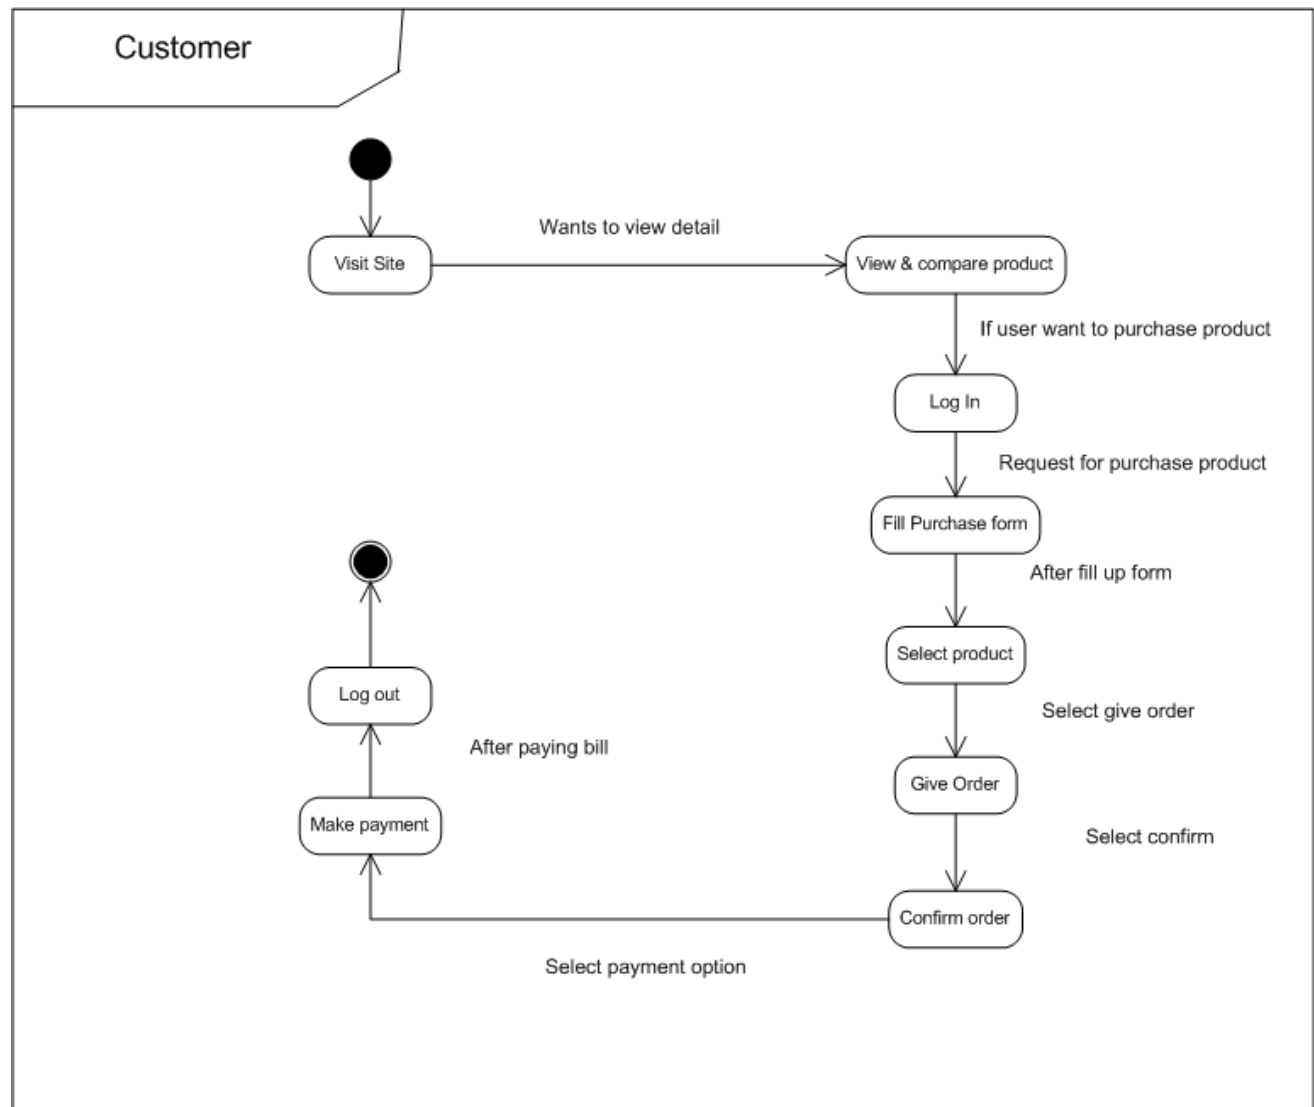 Customer
Wants to view detail
Visit Site
View & compare product
If user want to purchase product
Log In
Request for purchase product
Fill Purchase form
After fill up form
Select product
Log out
Select give order
After paying bill
Give Order
Make payment
Select confirm
Confirm order
Select payment option